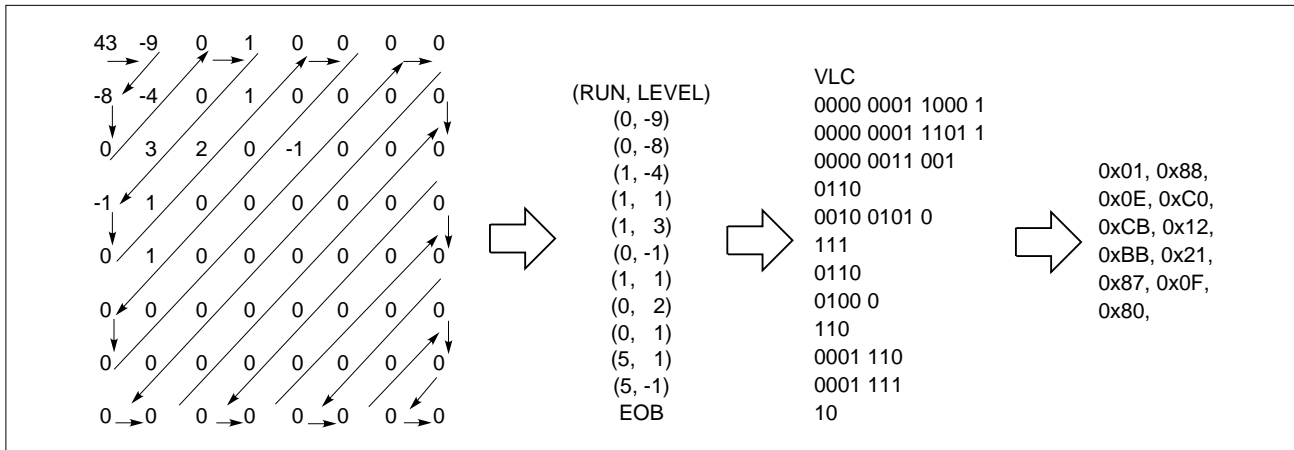 43 -9 0 1 0 0 0 0
-8 -4 0 1 0 0 0 0
0 3 2 0 -1 0 0 0
-1 1 0 0 0 0 0 0
0 1 0 0 0 0 0 0
0 0 0 0 0 0 0 0
0 0 0 0 0 0 0 0
0 0 0 0 0 0 0 0
(RUN, LEVEL)
(0, -9)
(0, -8)
(1, -4)
(1, 1)
(1, 3)
(0, -1)
(1, 1)
(0, 2)
(0, 1)
(5, 1)
(5, -1)
EOB
VLC
0000 0001 1000 1
0000 0001 1101 1
0000 0011 001
0110
0010 0101 0
111
0110
0100 0
110
0001 110
0001 111
10
0x01, 0x88,
0x0E, 0xC0,
0xCB, 0x12,
0xBB, 0x21,
0x87, 0x0F,
0x80,